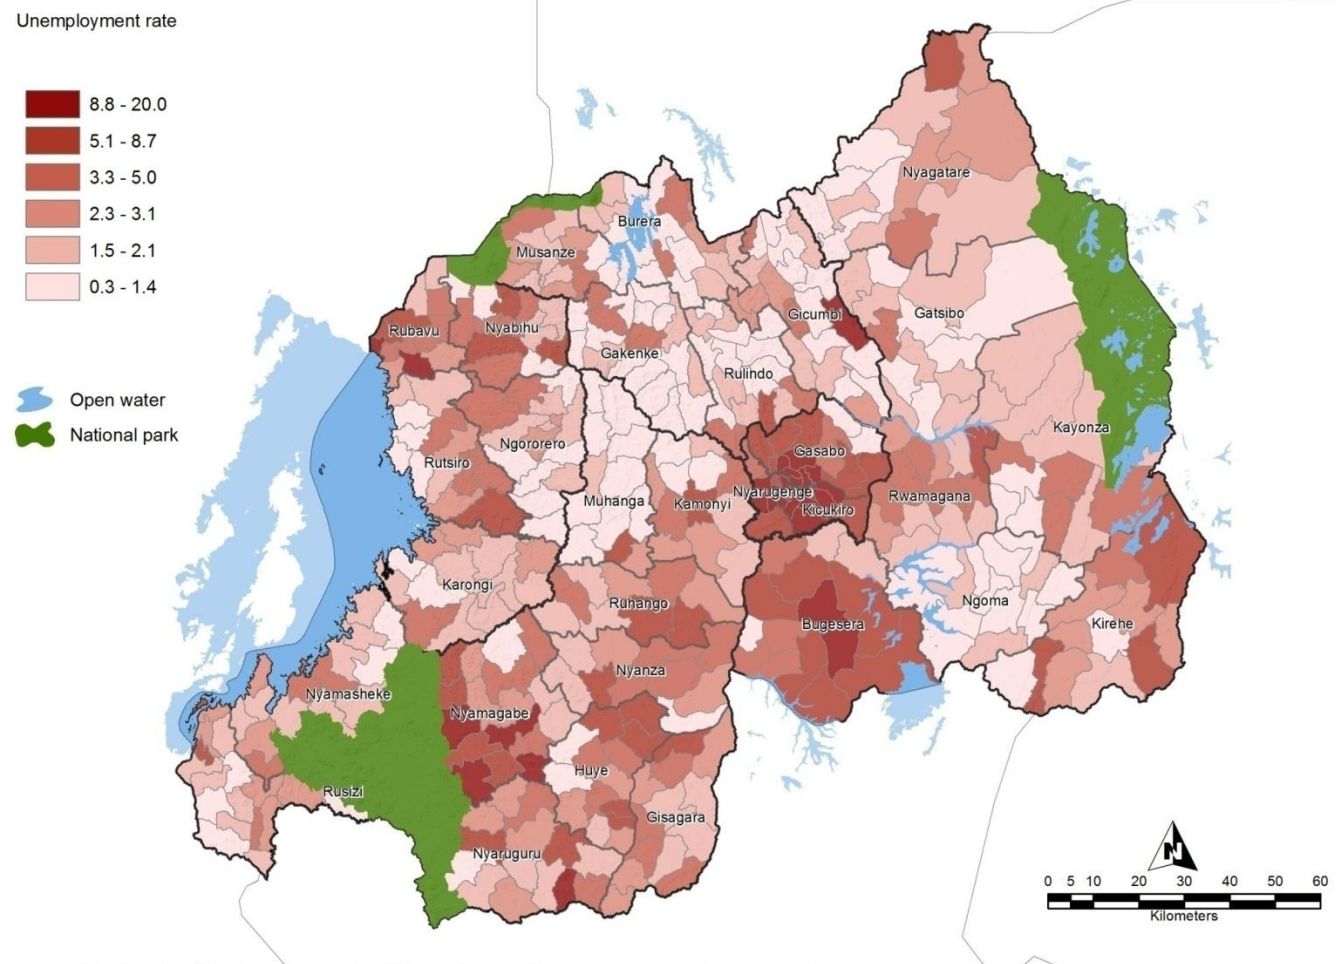 Unemployment rate
8.8 - 20.0
5.1 - 8.7
3.3 - 5.0
2.3 - 3.1
1.5 - 2.1
0.3 - 1.4
Open water
National park
Nyagatare
Burera
Musanze
Gicumbi
Gatsibo
Rubavu
Nyabihu
Gakenke
Rulindo
Kayonza
Ngororero
Gasabo
Rutsiro
Nyarugenge
Rwamagana
Muhanga
Kamonyi
Kicukiro
Karongi
Ngoma
Ruhango
Bugesera
Kirehe
Nyanza
Nyamasheke
Nyamagabe
Huye
Rusizi
Gisagara
Nyaruguru
N
0 5 10 20 30 40 50 60
Kilometers